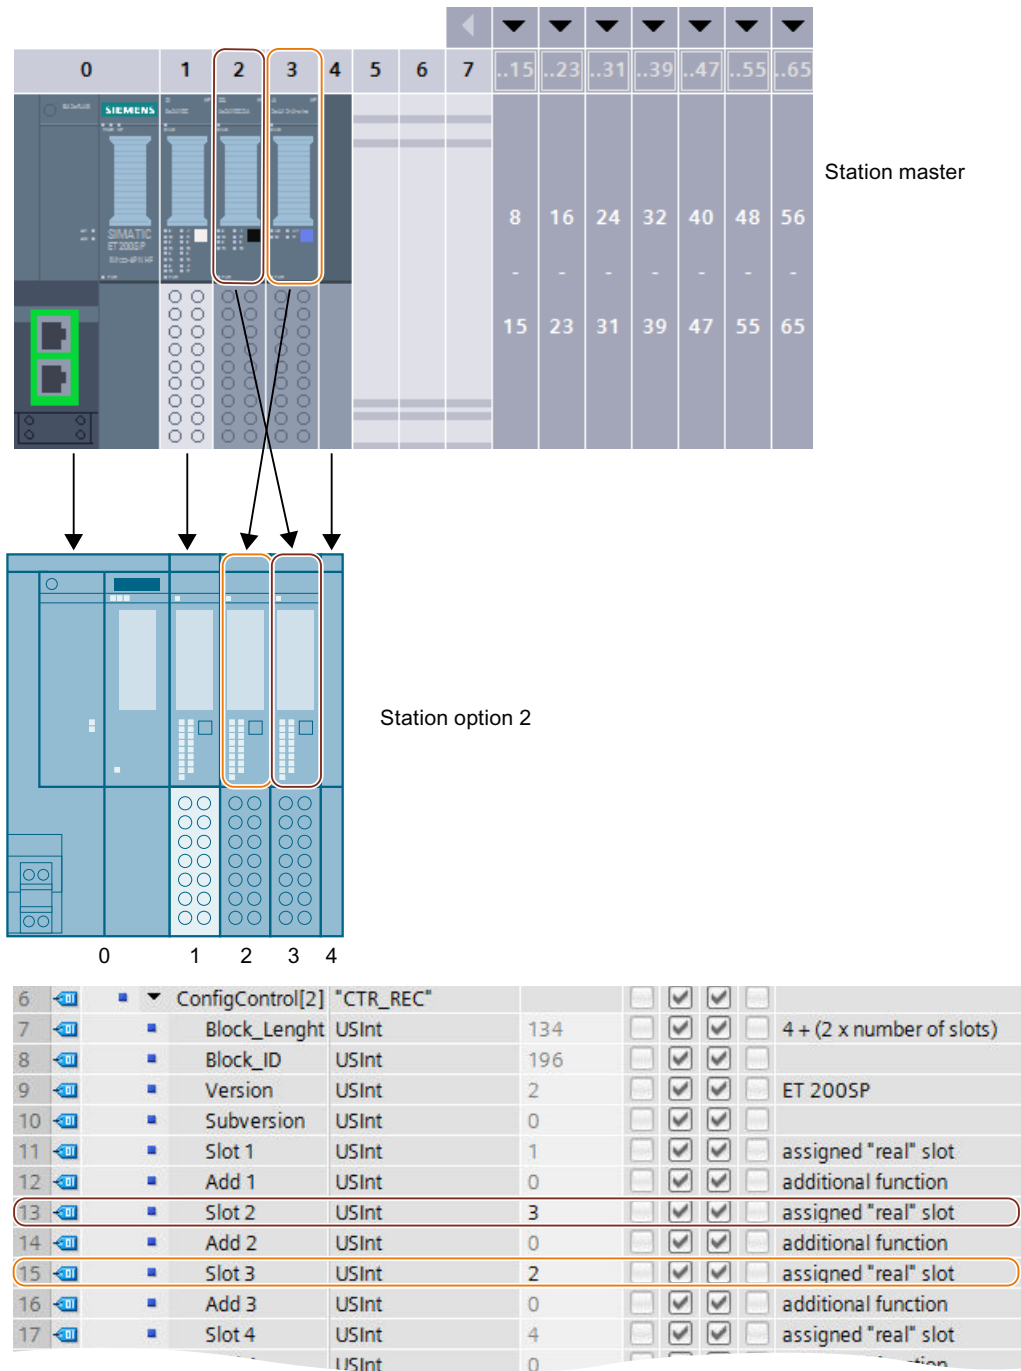 0 1 2 3 4 5 6 7 ..15 ..23 ..31 ..39 ..47 ..55 ..65
SIEMENS
Station master
8 16 24 32 40 48 56
- - - - - - -
15 23 31 39 47 55 65
SIMATIC
ET 200SP
Station option 2
0 1 2 3 4
6 ConfigControl[2] "CTR_REC"
7 Block_Lenght USInt 134 4 + (2 x number of slots)
8 Block_ID USInt 196
9 Version USInt 2 ET 200SP
10 Subversion USInt 0
11 Slot 1 USInt 1 assigned "real" slot
12 Add 1 USInt 0 additional function
13 Slot 2 USInt 3 assigned "real" slot
14 Add 2 USInt 0 additional function
15 Slot 3 USInt 2 assigned "real" slot
16 Add 3 USInt 0 additional function
17 Slot 4 USInt 4 assigned "real" slot
USInt 0